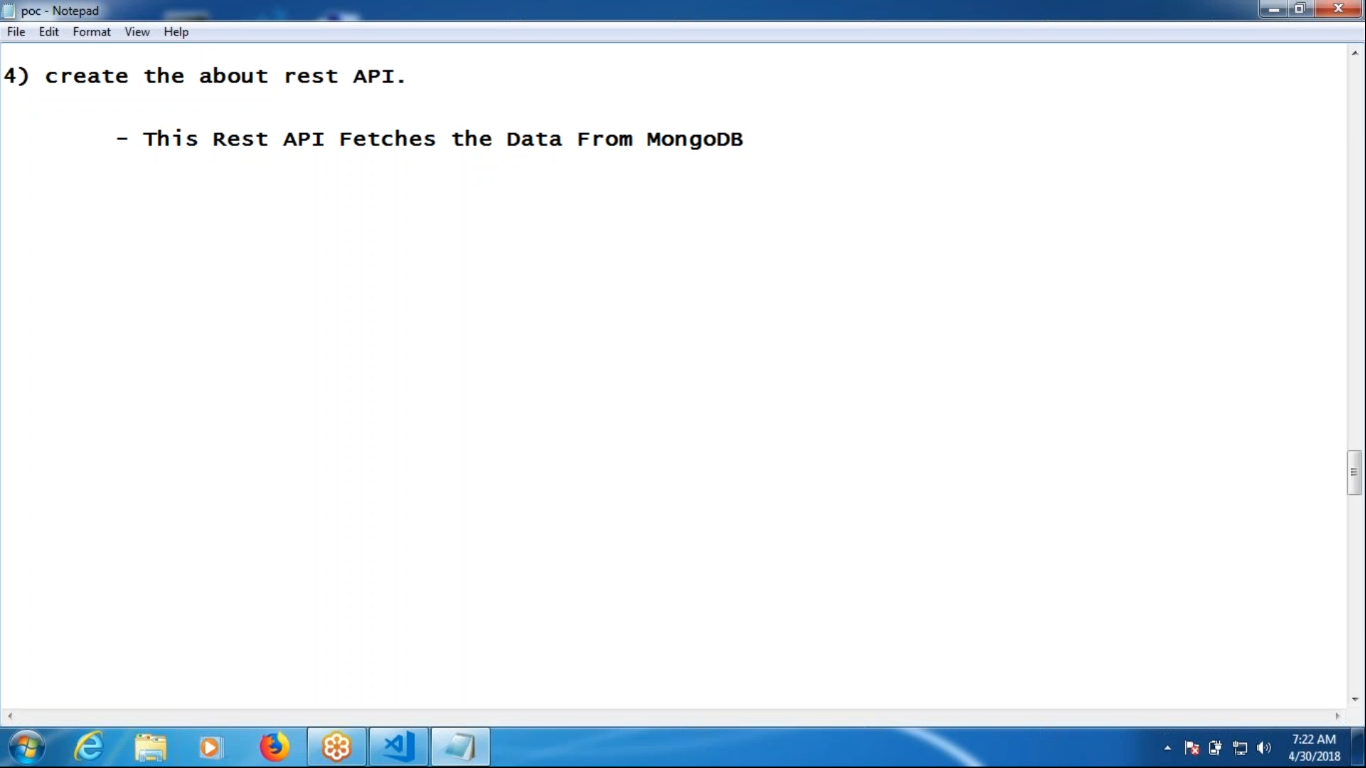 poc - Notepad
File Edit Format View Help
4) create the about rest API.
- This Rest API Fetches the Data From MongoDB
7:22 AM
4/30/2018